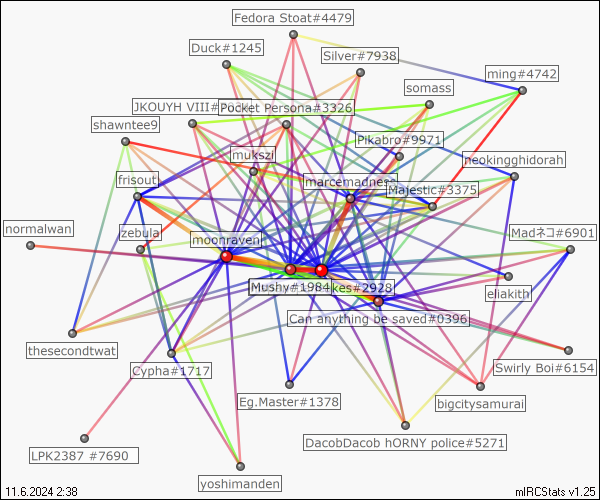 Fedora Stoat#4479
Duck#1245
Silver#7938
ming#4742
somass
JKOUYH VIII#
Pocket Persona#3326
shawntee9
Pikabro#9971
mukszi
neokingghidorah
frisout
marcemadness
Majestic#3375
normalwan
zebula
moonraven
Madネコ#6901
Mushy#1984
kes#2928
eliakith
Can anything be saved#0396
thesecondtwat
Cypha#1717
Swirly Boi#6154
Eg.Master#1378
bigcitysamurai
DacobDacob hORNY police#5271
LPK2387 #7690
yoshimanden
11.6.2024 2:38
mIRCStats v1.25